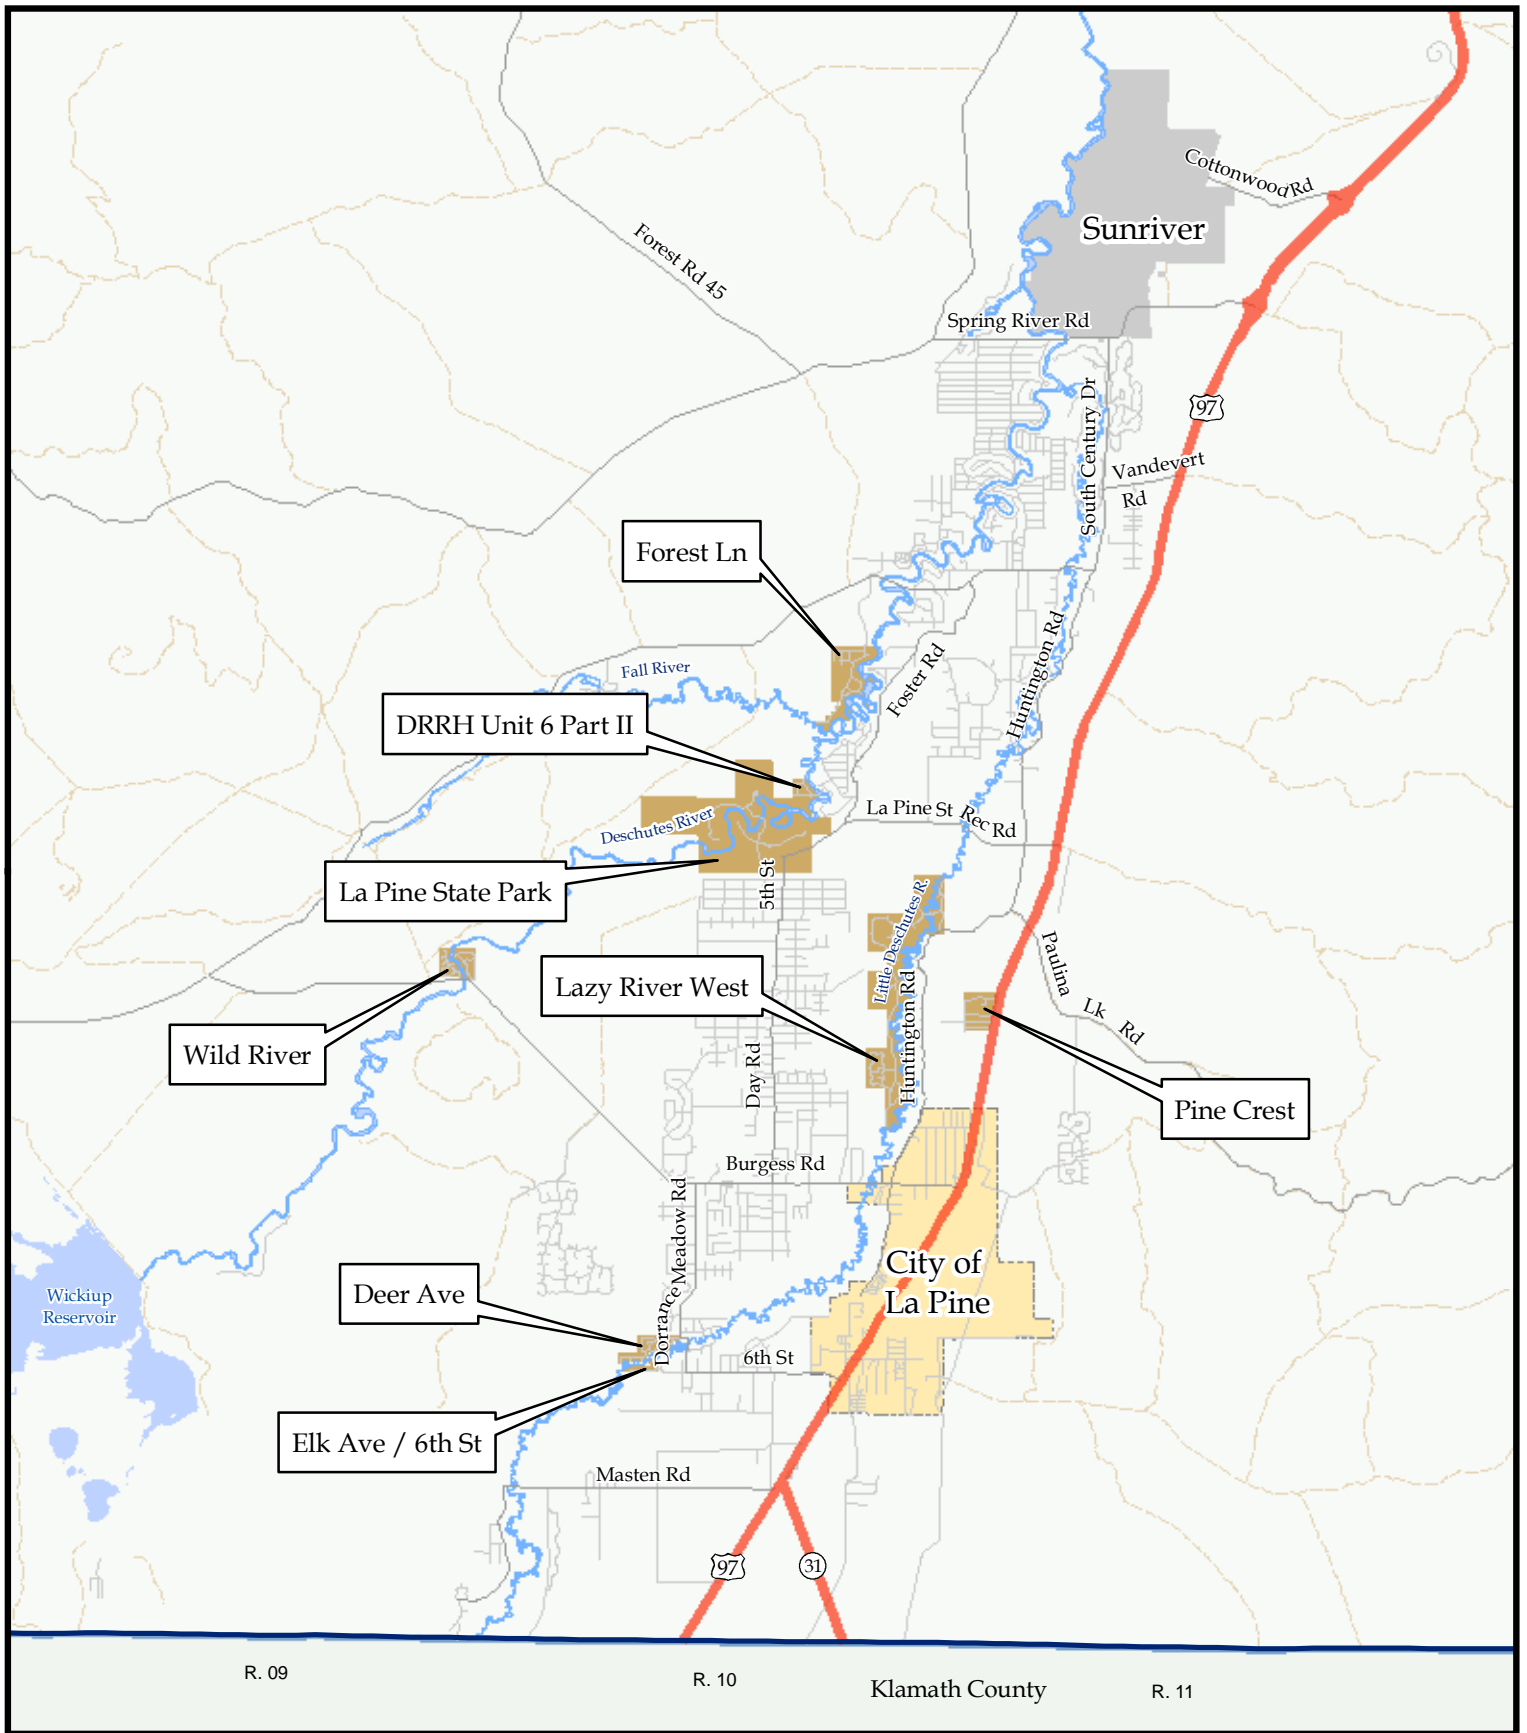 Cottonwood Rd
Sunriver
Forest Rd 45
Spring River Rd
97
South Century Dr
Vandevert
Rd
Forest Ln
Huntington Rd
Foster Rd
Fall River
DRRH Unit 6 Part II
La Pine St Rec Rd
Deschutes River
La Pine State Park
5th St
Little Deschutes R.
Paulina
Lk
Rd
Lazy River West
Huntington Rd
Wild River
Day Rd
Pine Crest
Burgess Rd
Dorrance Meadow Rd
City of
La Pine
Deer Ave
Wickiup
Reservoir
6th St
Elk Ave / 6th St
Masten Rd
97
31
R. 09
R. 10
Klamath County
R. 11